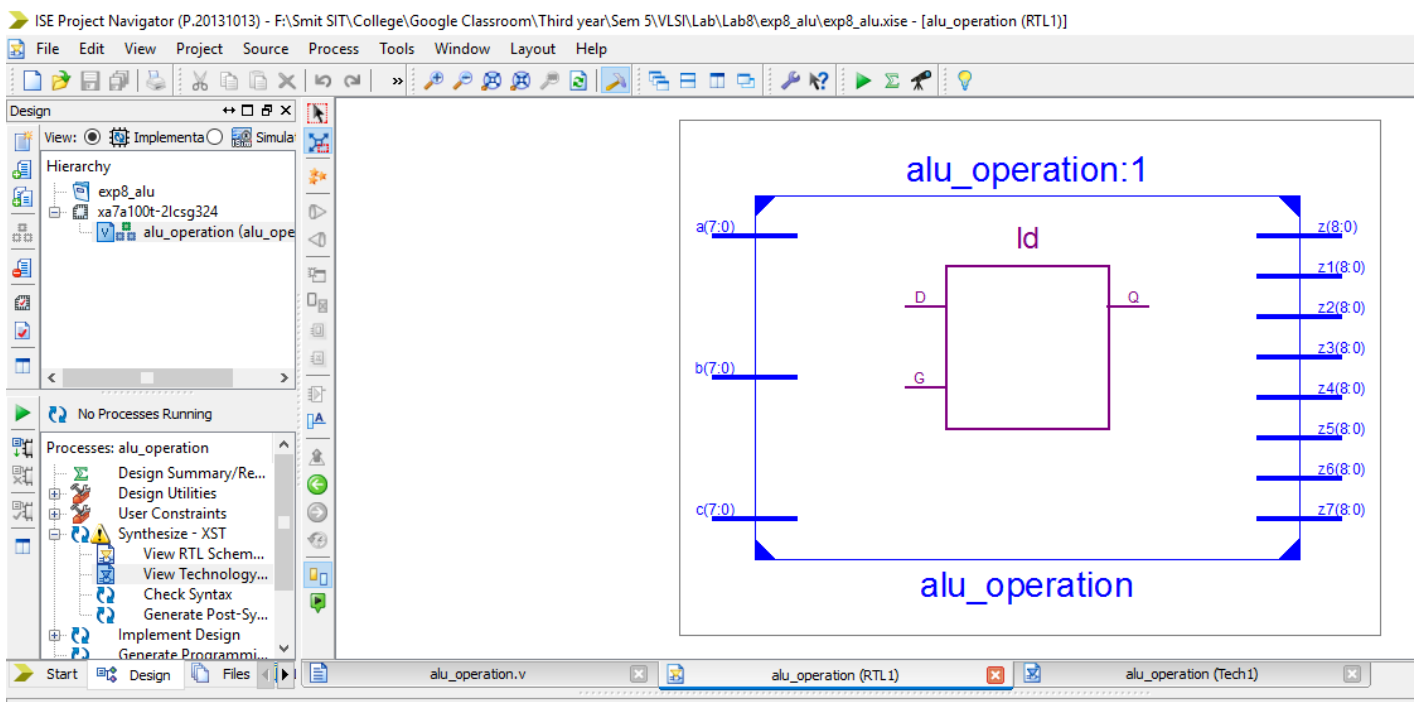 ISE Project Navigator (P.20131013) - F:\Smit SIT\College\Google Classroom\Third year\Sem 5\VLSI\Lab\Lab8\exp8_alu\exp8_alu.xise - [alu_operation (RTL1)]
File Edit View Project Source Process Tools Window Layout Help
Design
View: Implementa Simula
Hierarchy
exp8_alu
xa7a100t-2lcsg324
alu_operation (alu_ope
No Processes Running
Processes: alu_operation
Design Summary/Re...
Design Utilities
User Constraints
Synthesize - XST
View RTL Schem...
View Technology...
Check Syntax
Generate Post-Sy...
Implement Design
Generate Programmi...
Start Design Files
alu_operation:1
a(7:0)
b(7:0)
c(7:0)
ld
D
Q
G
z(8:0)
z1(8:0)
z2(8:0)
z3(8:0)
z4(8:0)
z5(8:0)
z6(8:0)
z7(8:0)
alu_operation
alu_operation.v
alu_operation (RTL1)
alu_operation (Tech1)